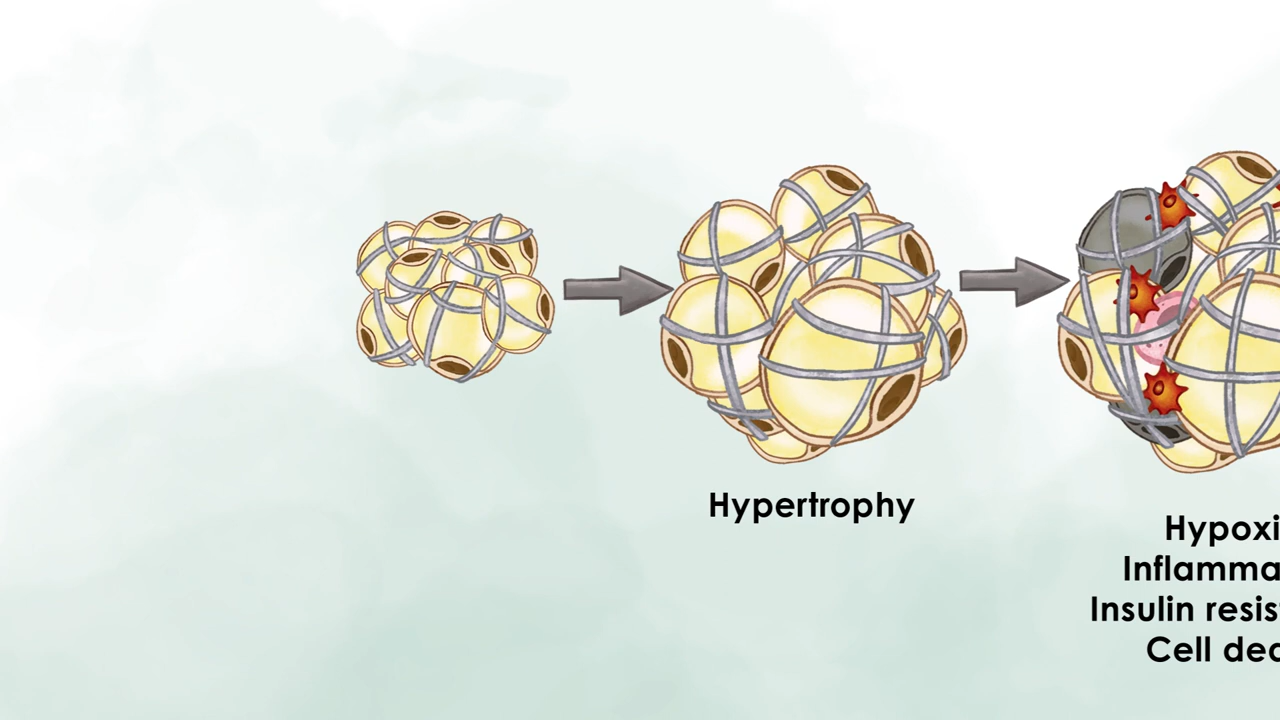 Hypertrophy
Hypoxi
Inflamma
Insulin resis
Cell dea